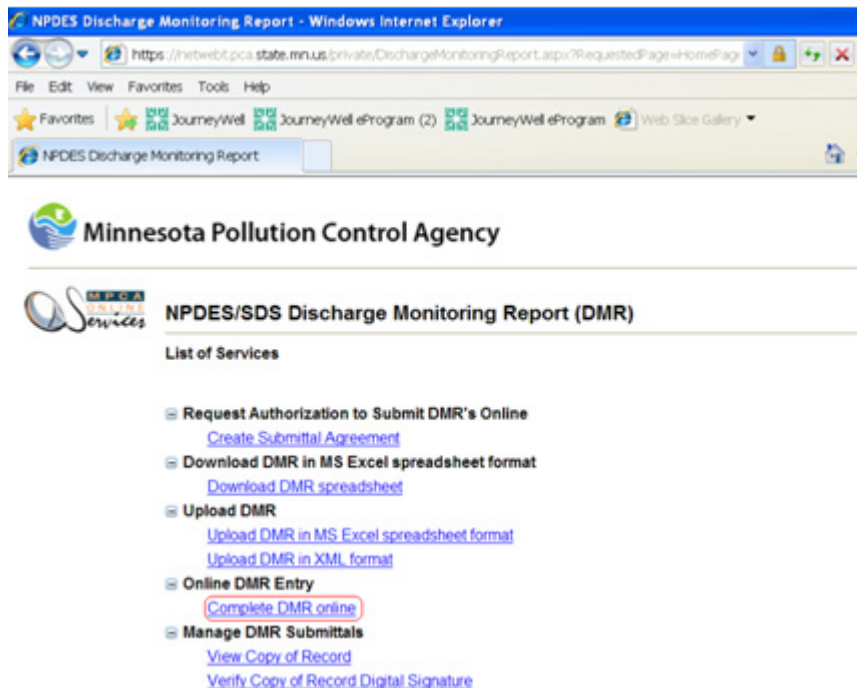 NPDES Discharge Monitoring Report - Windows Internet Explorer
https://netwebt.pca.state.mn.us/private/DischargeMonitoringReport.aspx?RequestedPage=HomePag
File Edit View Favorites Tools Help
Favorites JourneyWell JourneyWell eProgram (2) JourneyWell eProgram Web Slice Gallery
NPDES Discharge Monitoring Report
Minnesota Pollution Control Agency
MPCA
ONLINE
Services
NPDES/SDS Discharge Monitoring Report (DMR)
List of Services
Request Authorization to Submit DMR's Online
Create Submittal Agreement
Download DMR in MS Excel spreadsheet format
Download DMR spreadsheet
Upload DMR
Upload DMR in MS Excel spreadsheet format
Upload DMR in XML format
Online DMR Entry
Complete DMR online
Manage DMR Submittals
View Copy of Record
Verify Copy of Record Digital Signature